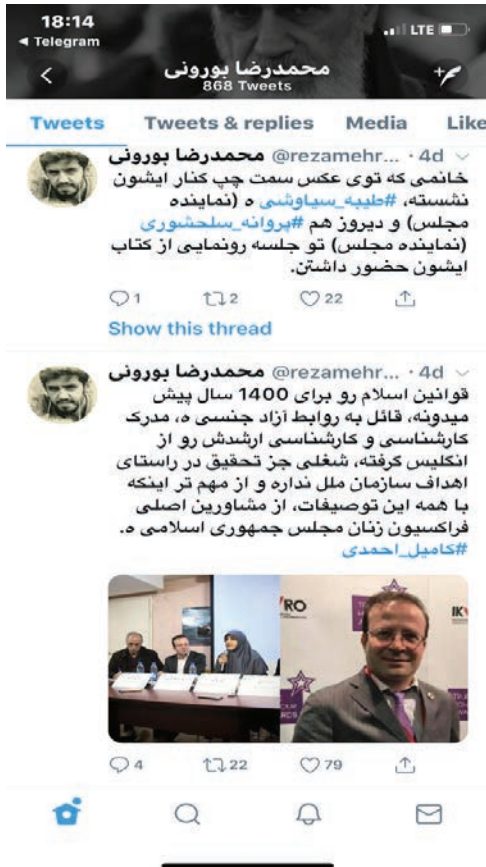 18:14
LTE
◀ Telegram
محمدرضا بورونی
868 Tweets
Tweets Tweets & replies Media Like
محمدرضا بورونی @rezamehr... · 4d
خانمی که توی عکس سمت چپ کنار ایشون
نشسته، #طیبه_سیاوشی ه (نماینده
مجلس) و دیروز هم #پروانه_سلحشوری
(نماینده مجلس) تو جلسه رونمایی از کتاب
ایشون حضور داشتن.
1 2 22
Show this thread
محمدرضا بورونی @rezamehr... · 4d
قوانین اسلام رو برای 1400 سال پیش
میدونه، قائل به روابط آزاد جنسی ه، مدرک
کارشناسی و کارشناسی ارشدش رو از
انگلیس گرفته، شغلی جز تحقیق در راستای
اهداف سازمان ملل نداره و از مهم تر اینکه
با همه این توصیفات، از مشاورین اصلی
فراکسیون زنان مجلس جمهوری اسلامی ه.
#کامیل_احمدی
4 22 79